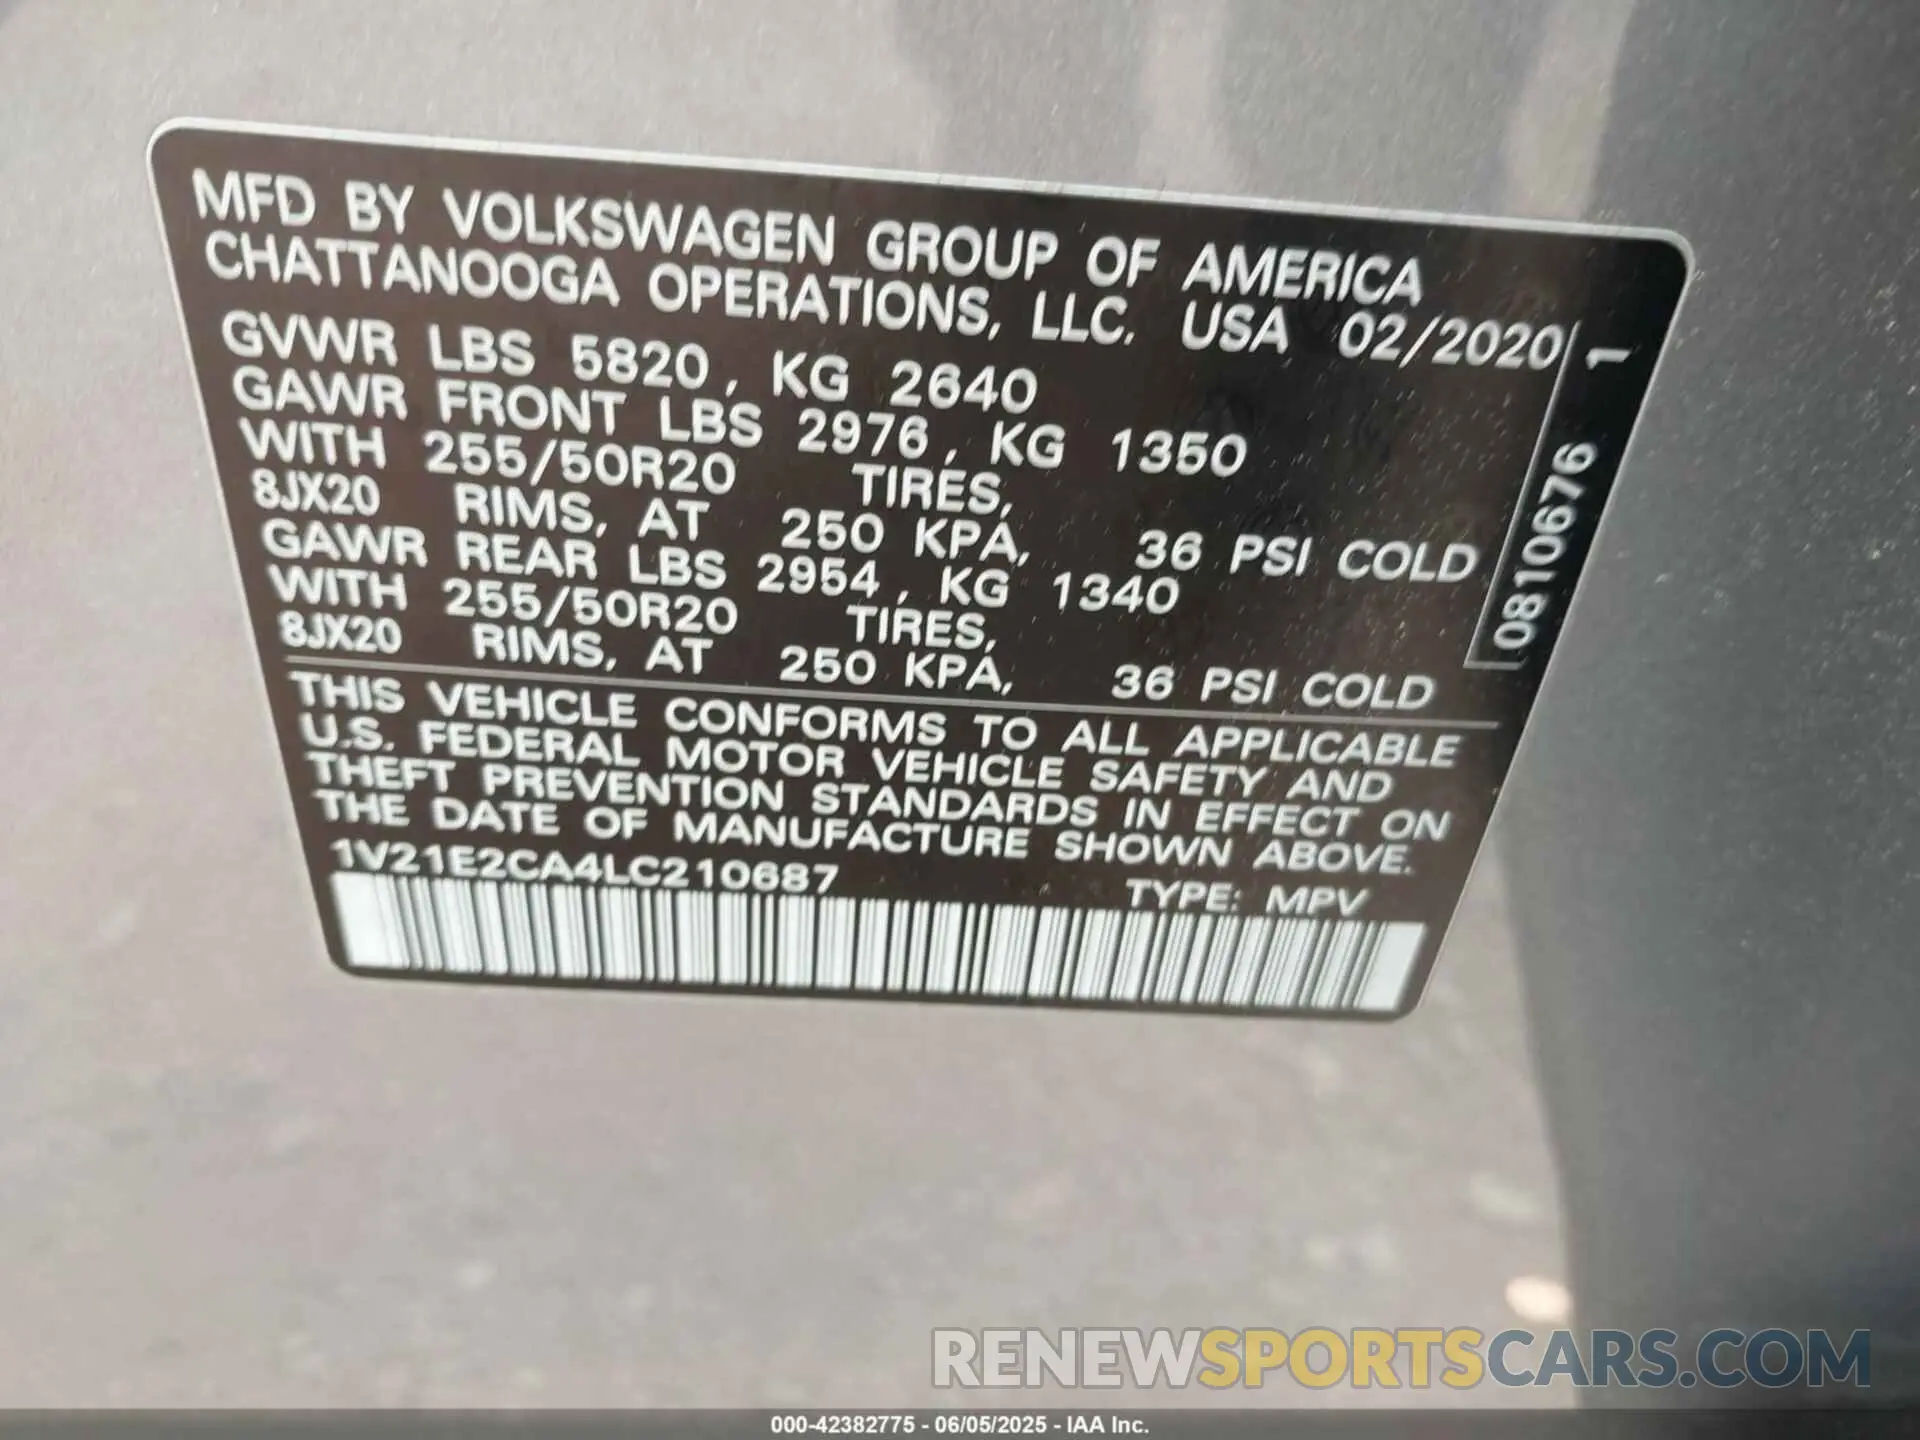 MFD BY VOLKSWAGEN GROUP OF AMERICA
CHATTANOOGA OPERATIONS, LLC. USA 02/2020
GVWR LBS 5820, KG 2640
GAWR FRONT LBS 2976, KG 1350
WITH 255/50R20 TIRES,
8JX20 RIMS, AT 250 KPA, 36 PSI COLD
GAWR REAR LBS 2954, KG 1340
WITH 255/50R20 TIRES,
8JX20 RIMS, AT 250 KPA, 36 PSI COLD
0810676 1
THIS VEHICLE CONFORMS TO ALL APPLICABLE
U.S. FEDERAL MOTOR VEHICLE SAFETY AND
THEFT PREVENTION STANDARDS IN EFFECT ON
THE DATE OF MANUFACTURE SHOWN ABOVE.
1V21E2CA4LC210687 TYPE: MPV
RENEWSPORTSCARS.COM
000-42382775 - 06/05/2025 - IAA Inc.